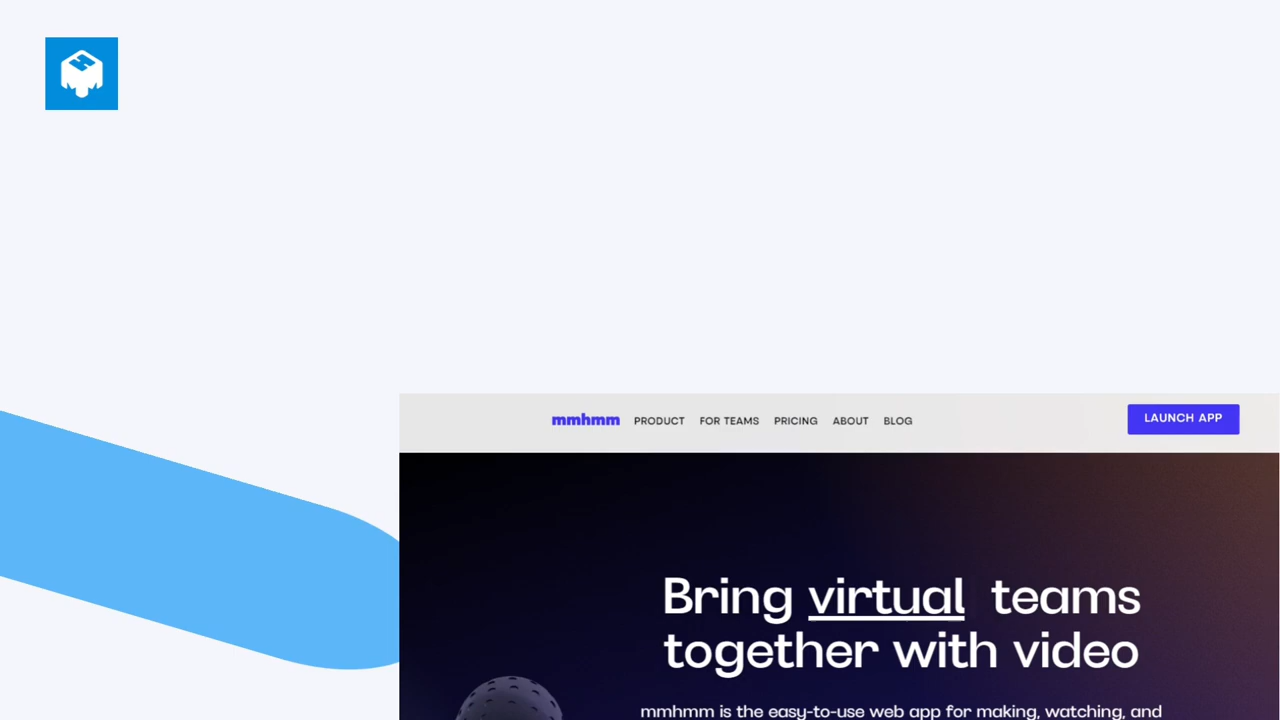 mmhmm PRODUCT FOR TEAMS PRICING ABOUT BLOG LAUNCH APP
Bring virtual teams
together with video
mmhmm is the easy-to-use web app for making, watching, and